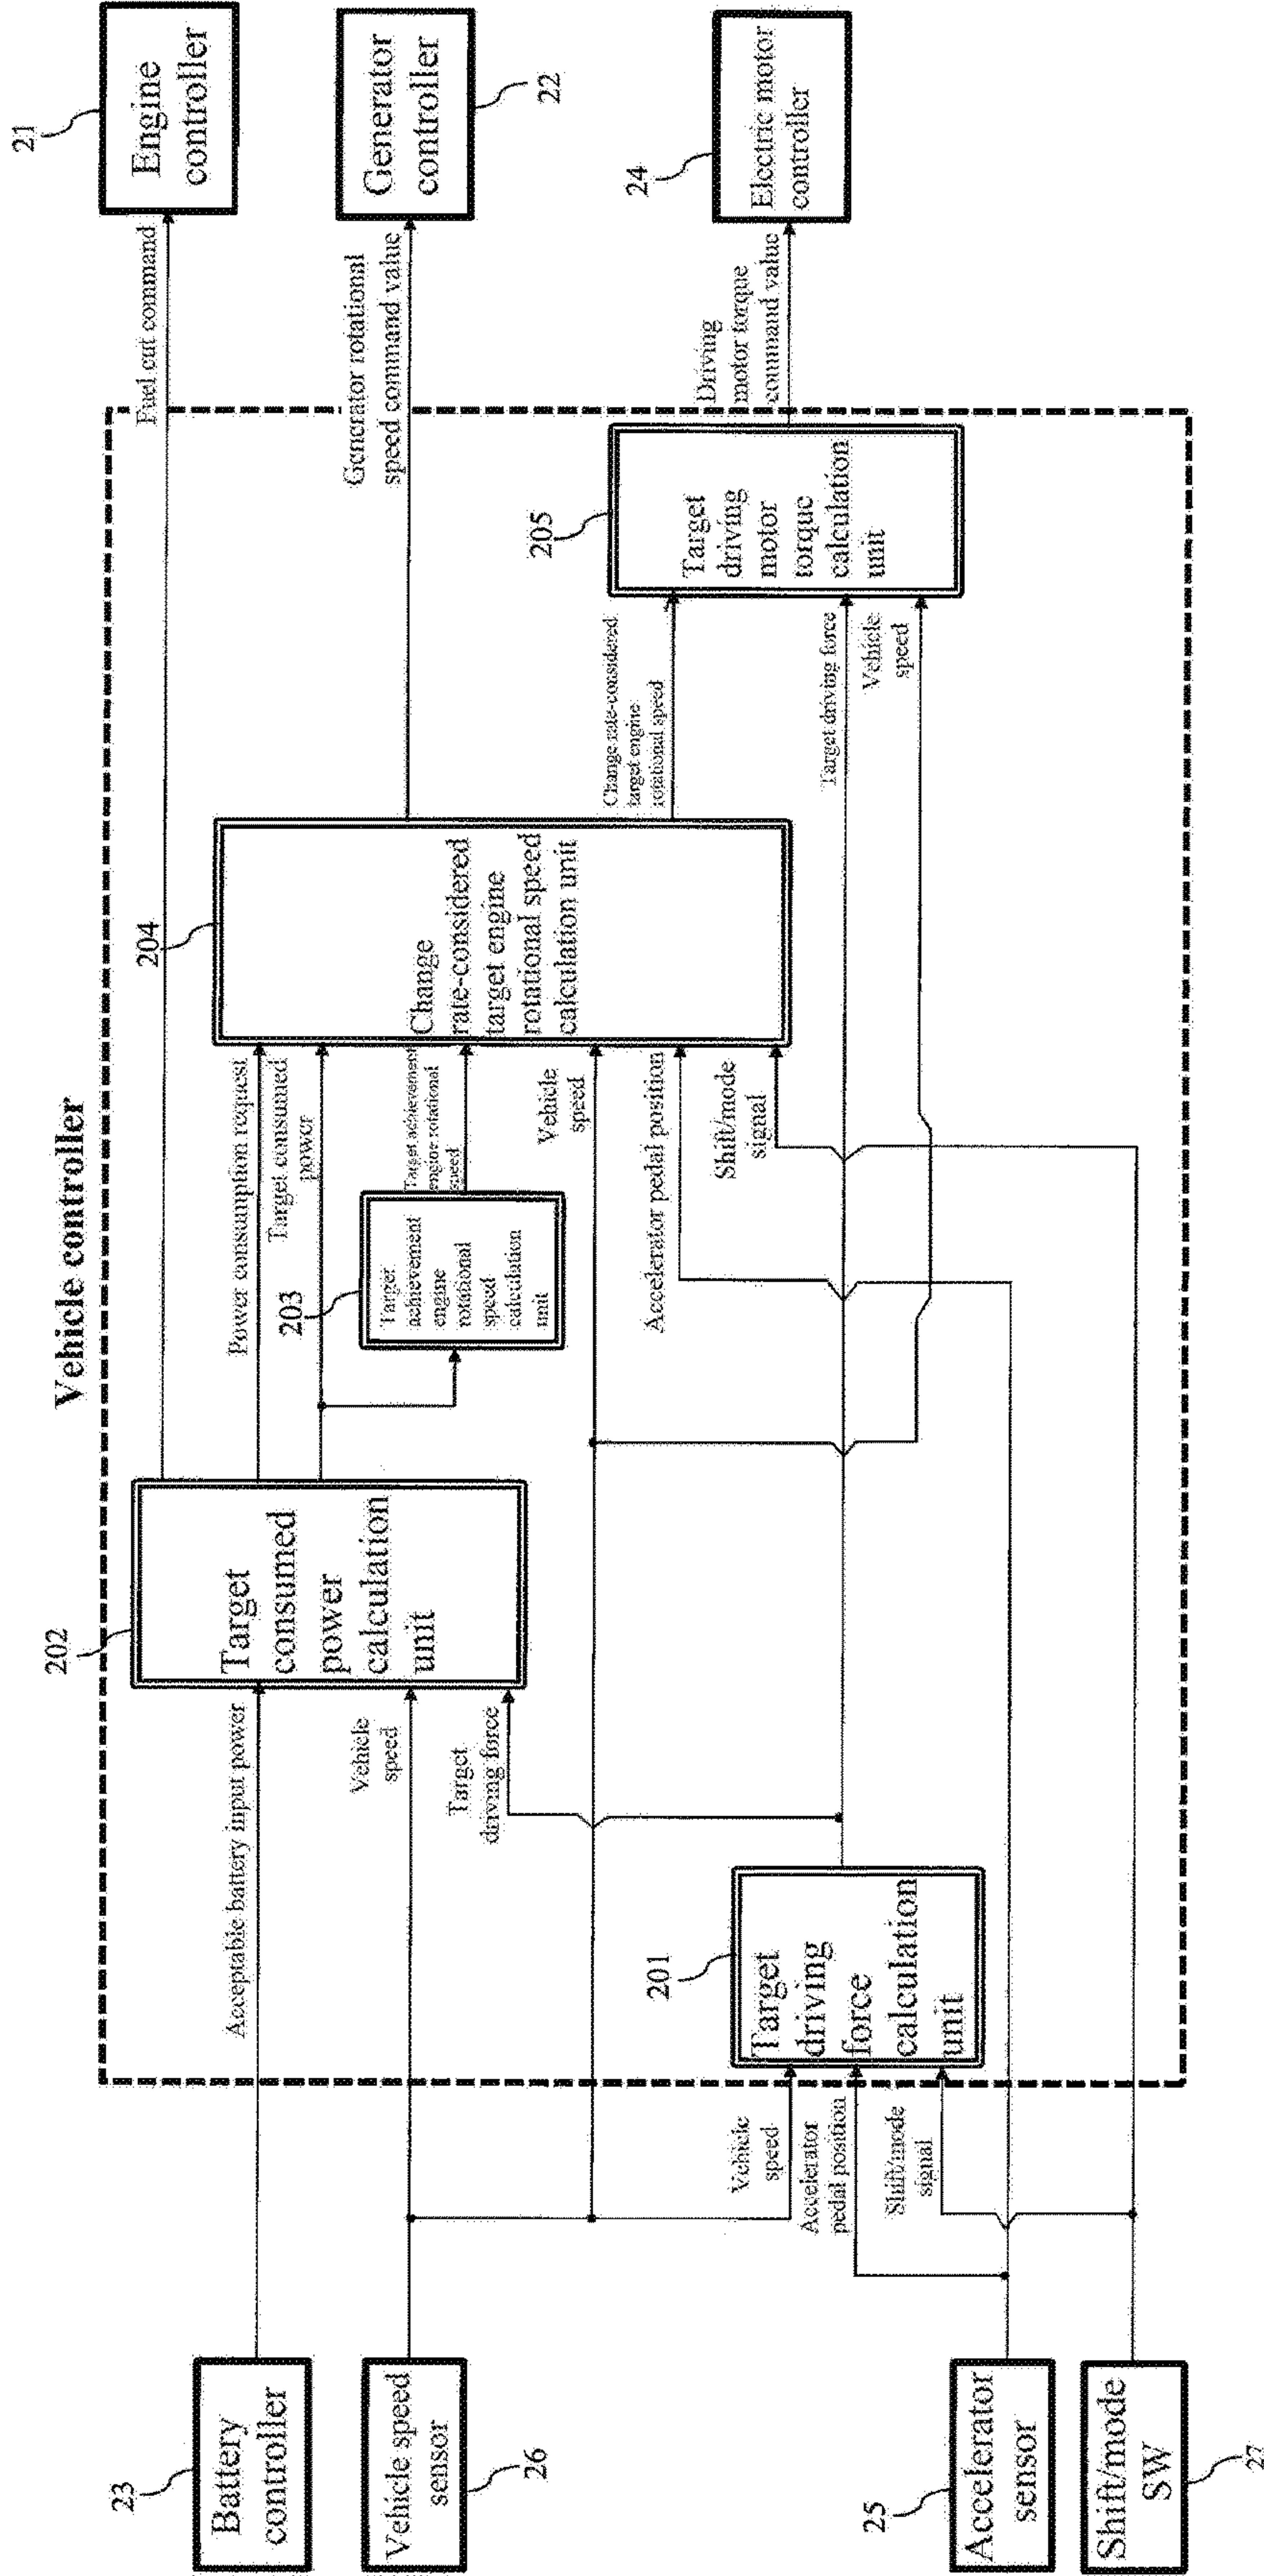 Vehicle controller
23
Battery
controller
Vehicle speed
sensor
26
25
Accelerator
sensor
Shift/mode
SW
27
Acceptable battery input power
Vehicle
speed
Target
driving force
Vehicle
speed
Accelerator
pedal position
Shift/mode
signal
201
Target
driving
force
calculation
unit
202
Target
consumed
power
calculation
unit
Power consumption request
Target consumed
power
203
Target
achievement
engine
rotational
speed
calculation
unit
Target achievement
engine rotational
speed
Vehicle
speed
Accelerator pedal position
Shift/mode
signal
204
Change
rate-considered
target engine
rotational speed
calculation unit
Change rate-considered
target engine
rotational speed
Target driving force
Vehicle
speed
205
Target
driving
motor
torque
calculation
unit
Fuel cut command
Generator rotational
speed command value
Driving
motor torque
command value
21
Engine
controller
Generator
controller
22
24
Electric motor
controller